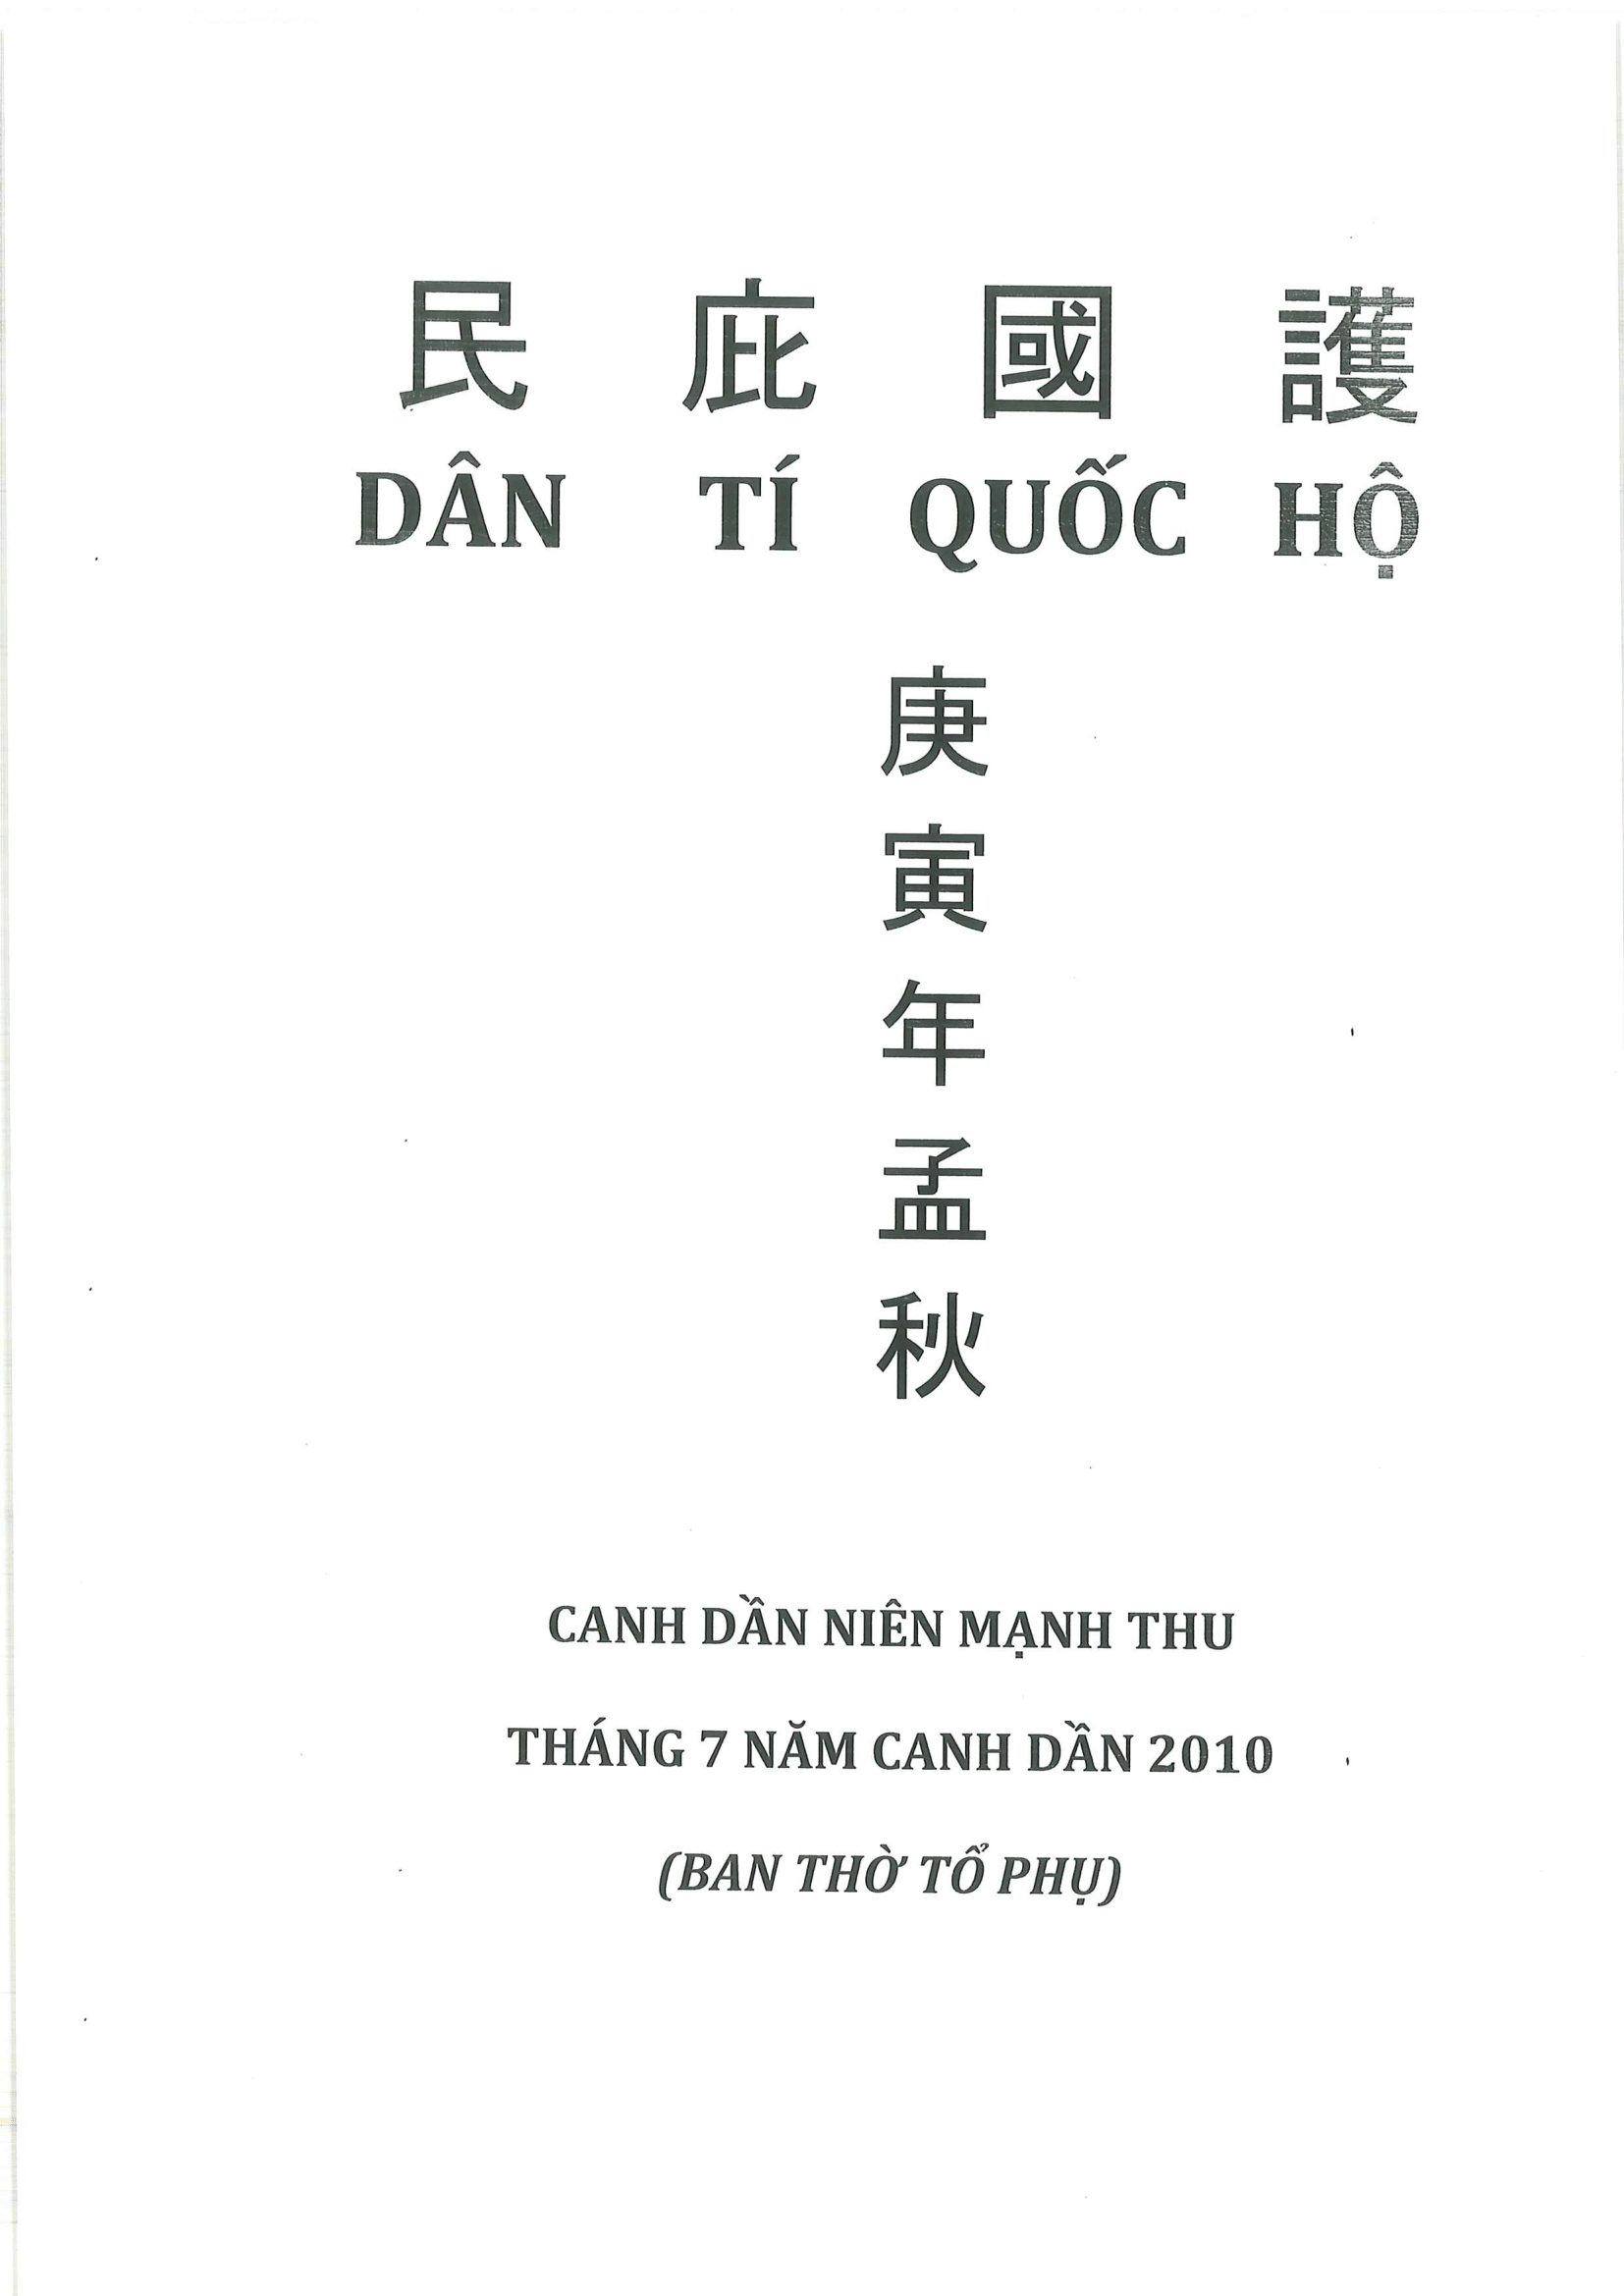 民 庇 國 護
DÂN TÍ QUỐC HỘ
庚
寅
年
孟
秋
CANH DẦN NIÊN MẠNH THU
THÁNG 7 NĂM CANH DẦN 2010
(BAN THỜ TỔ PHỤ)